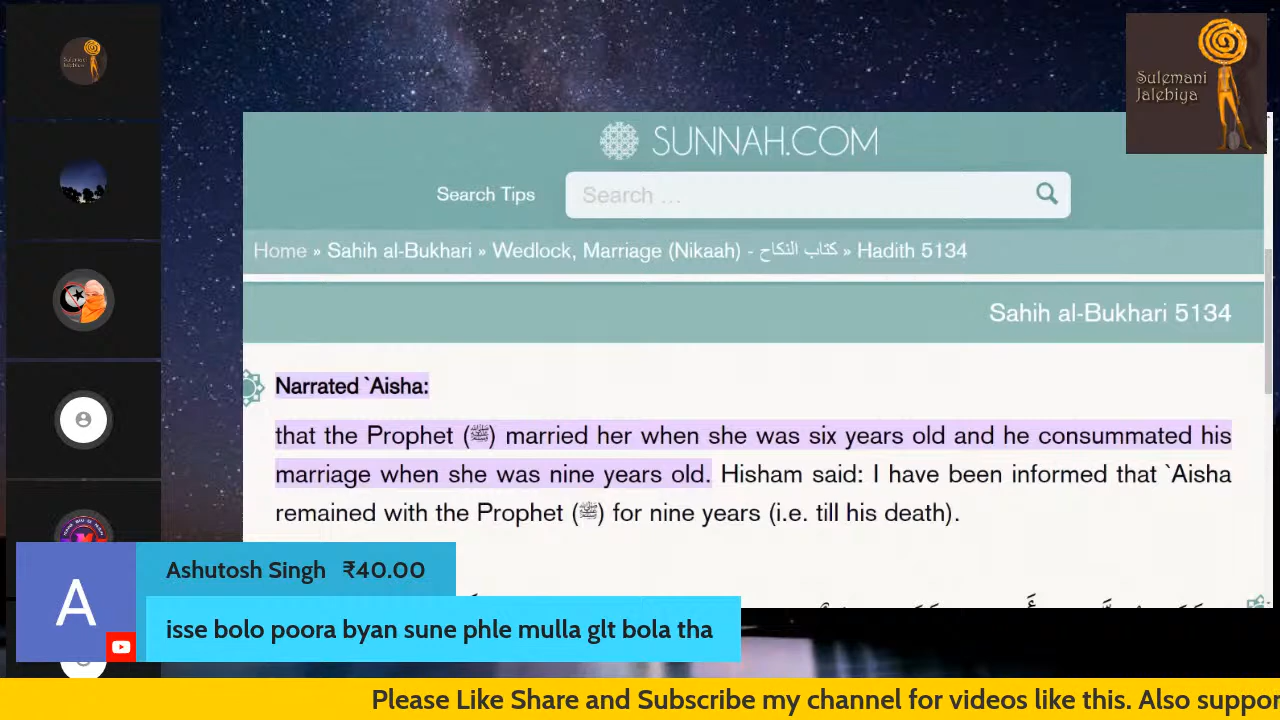 Sulemani
Jalebiya
SUNNAH.COM
Search Tips
Search ...
Home » Sahih al-Bukhari » Wedlock, Marriage (Nikaah) - كتاب النكاح » Hadith 5134
Sahih al-Bukhari 5134
Narrated `Aisha:
that the Prophet (ﷺ) married her when she was six years old and he consummated his
marriage when she was nine years old. Hisham said: I have been informed that `Aisha
remained with the Prophet (ﷺ) for nine years (i.e. till his death).
A
Ashutosh Singh ₹40.00
isse bolo poora byan sune phle mulla glt bola tha
Please Like Share and Subscribe my channel for videos like this. Also suppor